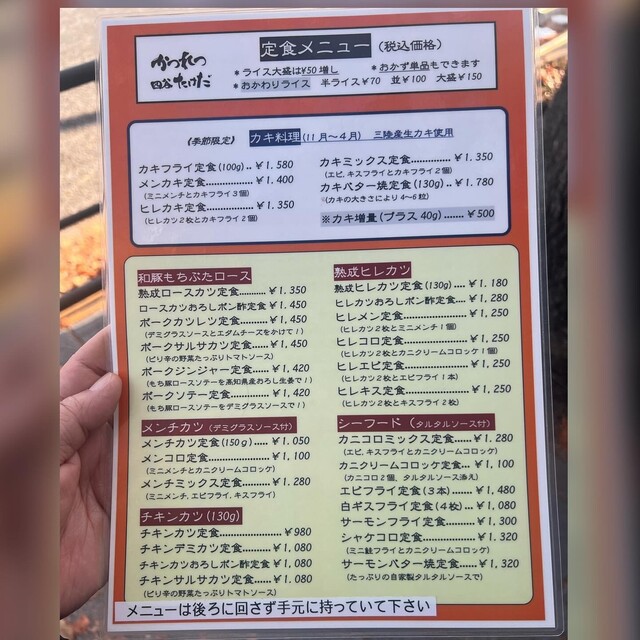 かつれつ
四谷たけだ
定食メニュー (税込価格)
*ライス大盛は¥50増し *おかず単品もできます
*おかわりライス 半ライス¥70 並¥100 大盛¥150
(季節限定) カキ料理(11月〜4月) 三陸産生カキ使用
カキフライ定食(100g)..¥1.580
メンカキ定食...............¥1.400
(ミニメンチとカキフライ3個)
ヒレカキ定食...............¥1.350
(ヒレカツ2枚とカキフライ2個)
カキミックス定食............¥1.350
(エビ、キスフライとカキフライ2個)
カキバター焼定食(130g)...¥1.780
(カキの大きさにより4〜6粒)
※カキ増量(プラス40g)......¥500
和豚もちぶたロース
熟成ロースカツ定食..........¥1.350
ロースカツおろしポン酢定食¥1.450
ポークカツレツ定食..........¥1.450
(デミグラスソースとエダムチーズをかけて!)
ポークサルサカツ定食......¥1.450
(ピリ辛の野菜たっぷりトマトソース)
ポークジンジャー定食......¥1.420
(もち豚ロースソテーを高知県産おろし生姜で!)
ポークソテー定食............¥1.420
(もち豚ロースソテーをデミグラスソースで!)
メンチカツ(デミグラスソース付)
メンチカツ定食(150g)......¥1.050
メンコロ定食..................¥1.100
(ミニメンチとカニクリームコロッケ)
メンチミックス定食.........¥1.280
(ミニメンチ、エビフライ、キスフライ)
チキンカツ(130g)
チキンカツ定食.....................¥980
チキンデミカツ定食............¥1.080
チキンカツおろしポン酢定食¥1.080
チキンサルサカツ定食.........¥1.080
(ピリ辛の野菜たっぷりトマトソース)
熟成ヒレカツ
熟成ヒレカツ定食(130g)....¥1.180
ヒレカツおろしポン酢定食....¥1.280
ヒレメン定食..................¥1.250
(ヒレカツ2枚とミニメンチ1個)
ヒレコロ定食..................¥1.250
(ヒレカツ2枚とカニクリームコロッケ1個)
ヒレエビ定食..................¥1.250
(ヒレカツ2枚とエビフライ1本)
ヒレキス定食..................¥1.250
(ヒレカツ2枚とキスフライ2枚)
シーフード(タルタルソース付)
カニコロミックス定食......¥1.280
(エビ、キスフライとカニクリームコロッケ)
カニクリームコロッケ定食...¥1.100
(カニコロ2個、タルタルソース添え)
エビフライ定食(3本)......¥1,480
白ギスフライ定食(4枚)...¥1.080
サーモンフライ定食.........¥1.300
シャケコロ定食...............¥1.320
(ミニ鮭フライとカニクリームコロッケ)
サーモンバター焼定食......¥1.320
(たっぷりの自家製タルタルソースで)
メニューは後ろに回さず手元に持っていて下さい